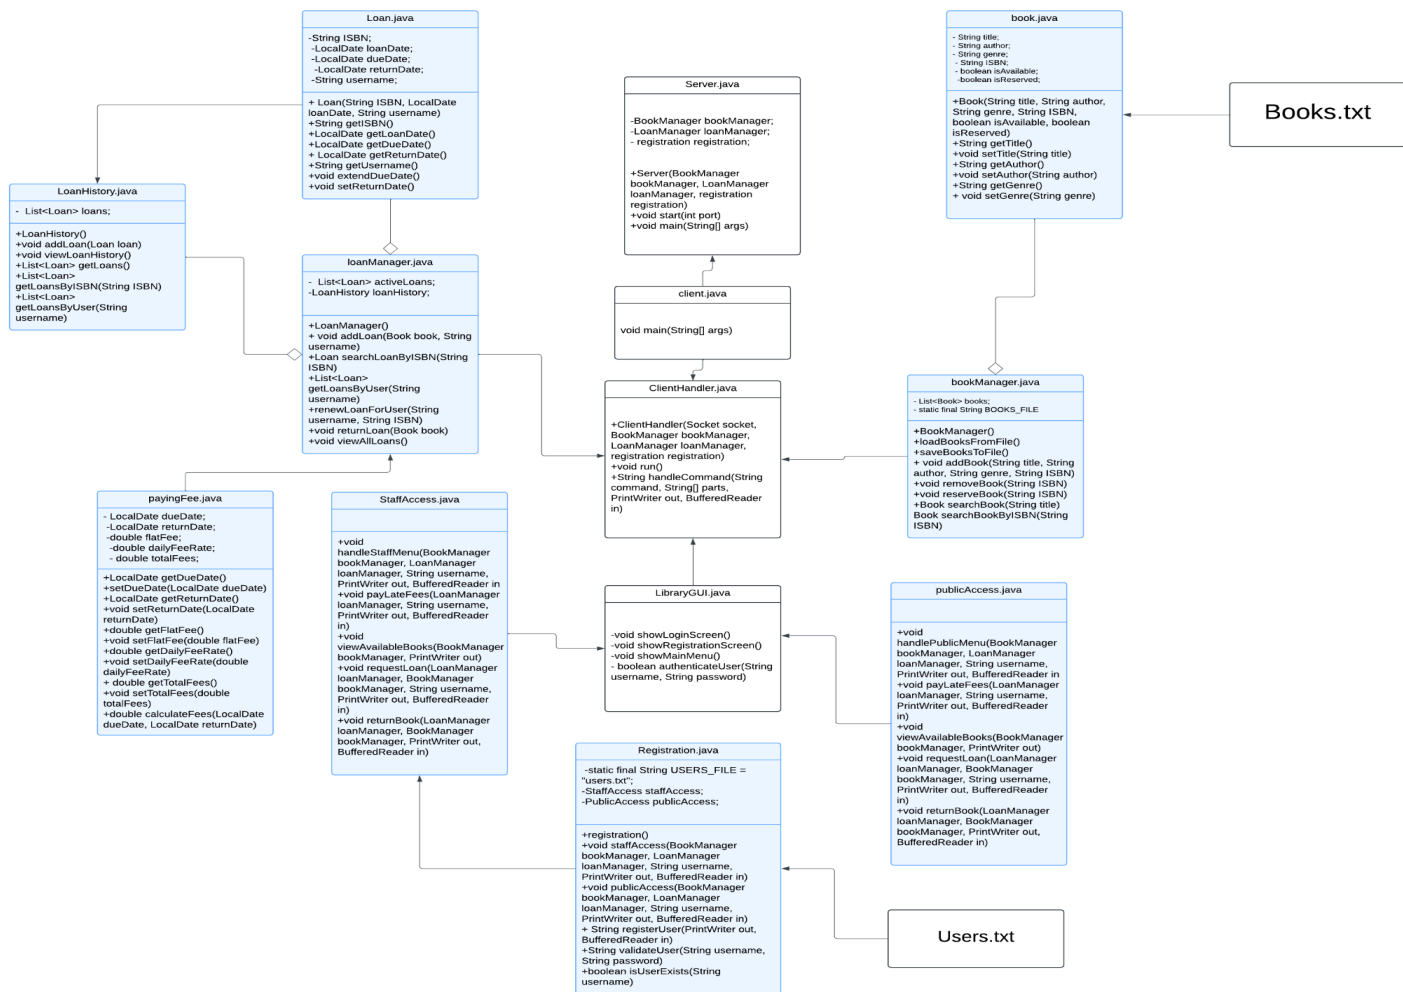 Loan.java
-String ISBN;
-LocalDate loanDate;
-LocalDate dueDate;
-LocalDate returnDate;
-String username;
+ Loan(String ISBN, LocalDate
loanDate, String username)
+String getISBN()
+LocalDate getLoanDate()
+LocalDate getDueDate()
+ LocalDate getReturnDate()
+String getUsername()
+void extendDueDate()
+void setReturnDate()
book.java
- String title;
- String author;
- String genre;
- String ISBN;
- boolean isAvailable;
-boolean isReserved;
+Book(String title, String author,
String genre, String ISBN,
boolean isAvailable, boolean
isReserved)
+String getTitle()
+void setTitle(String title)
+String getAuthor()
+void setAuthor(String author)
+String getGenre()
+ void setGenre(String genre)
Books.txt
Server.java
-BookManager bookManager;
-LoanManager loanManager;
- registration registration;
+Server(BookManager
bookManager, LoanManager
loanManager, registration
registration)
+void start(int port)
+void main(String[] args)
LoanHistory.java
- List<Loan> loans;
+LoanHistory()
+void addLoan(Loan loan)
+void viewLoanHistory()
+List<Loan> getLoans()
+List<Loan>
getLoansByISBN(String ISBN)
+List<Loan>
getLoansByUser(String
username)
loanManager.java
- List<Loan> activeLoans;
-LoanHistory loanHistory;
+LoanManager()
+ void addLoan(Book book, String
username)
+Loan searchLoanByISBN(String
ISBN)
+List<Loan>
getLoansByUser(String
username)
+renewLoanForUser(String
username, String ISBN)
+void returnLoan(Book book)
+void viewAllLoans()
client.java
void main(String[] args)
ClientHandler.java
+ClientHandler(Socket socket,
BookManager bookManager,
LoanManager loanManager,
registration registration)
+void run()
+String handleCommand(String
command, String[] parts,
PrintWriter out, BufferedReader
in)
bookManager.java
- List<Book> books;
- static final String BOOKS_FILE
+BookManager()
+loadBooksFromFile()
+saveBooksToFile()
+ void addBook(String title, String
author, String genre, String ISBN)
+void removeBook(String ISBN)
+void reserveBook(String ISBN)
+Book searchBook(String title)
Book searchBookByISBN(String
ISBN)
payingFee.java
- LocalDate dueDate;
-LocalDate returnDate;
-double flatFee;
-double dailyFeeRate;
- double totalFees;
+LocalDate getDueDate()
+setDueDate(LocalDate dueDate)
+LocalDate getReturnDate()
+void setReturnDate(LocalDate
returnDate)
+double getFlatFee()
+void setFlatFee(double flatFee)
+double getDailyFeeRate()
+void setDailyFeeRate(double
dailyFeeRate)
+ double getTotalFees()
+void setTotalFees(double
totalFees)
+double calculateFees(LocalDate
dueDate, LocalDate returnDate)
StaffAccess.java
+void
handleStaffMenu(BookManager
bookManager, LoanManager
loanManager, String username,
PrintWriter out, BufferedReader in
+void payLateFees(LoanManager
loanManager, String username,
PrintWriter out, BufferedReader
in)
+void
viewAvailableBooks(BookManager
bookManager, PrintWriter out)
+void requestLoan(LoanManager
loanManager, BookManager
bookManager, String username,
PrintWriter out, BufferedReader
in)
+void returnBook(LoanManager
loanManager, BookManager
bookManager, PrintWriter out,
BufferedReader in)
LibraryGUI.java
-void showLoginScreen()
-void showRegistrationScreen()
-void showMainMenu()
- boolean authenticateUser(String
username, String password)
publicAccess.java
+void
handlePublicMenu(BookManager
bookManager, LoanManager
loanManager, String username,
PrintWriter out, BufferedReader in
+void payLateFees(LoanManager
loanManager, String username,
PrintWriter out, BufferedReader
in)
+void
viewAvailableBooks(BookManager
bookManager, PrintWriter out)
+void requestLoan(LoanManager
loanManager, BookManager
bookManager, String username,
PrintWriter out, BufferedReader
in)
+void returnBook(LoanManager
loanManager, BookManager
bookManager, PrintWriter out,
BufferedReader in)
Registration.java
-static final String USERS_FILE =
"users.txt";
-StaffAccess staffAccess;
-PublicAccess publicAccess;
+registration()
+void staffAccess(BookManager
bookManager, LoanManager
loanManager, String username,
PrintWriter out, BufferedReader in)
+void publicAccess(BookManager
bookManager, LoanManager
loanManager, String username,
PrintWriter out, BufferedReader in)
+ String registerUser(PrintWriter out,
BufferedReader in)
+String validateUser(String username,
String password)
+boolean isUserExists(String
username)
Users.txt